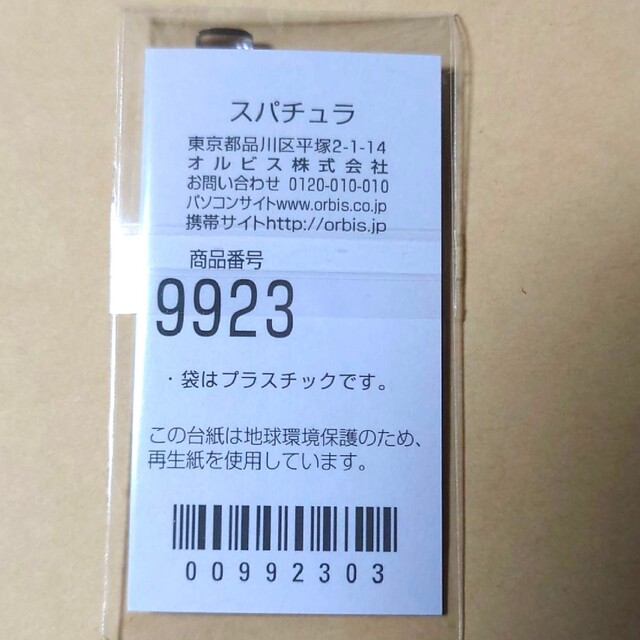 スパチュラ
東京都品川区平塚2-1-14
オルビス株式会社
お問い合わせ 0120-010-010
パソコンサイトwww.orbis.co.jp
携帯サイトhttp://orbis.jp
商品番号
9923
・袋はプラスチックです。
この台紙は地球環境保護のため、
再生紙を使用しています。
00992303